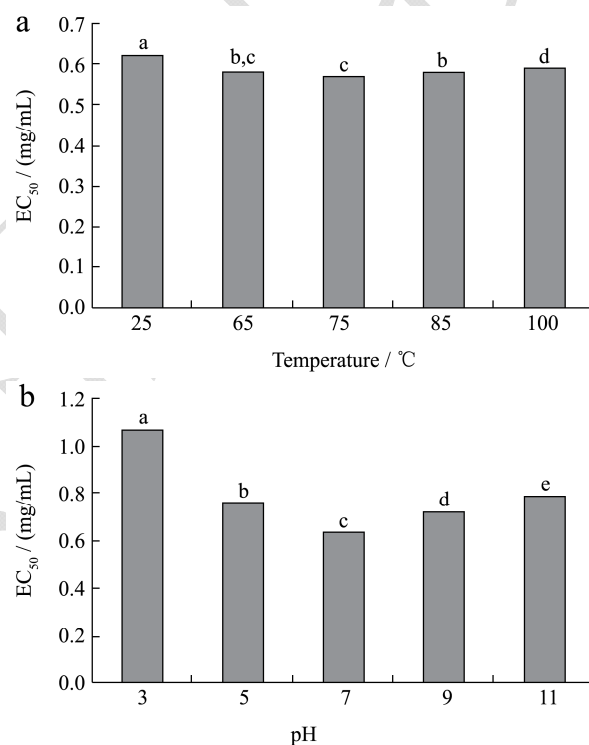 a
0.7
0.6
0.5
0.4
0.3
0.2
0.1
0.0
EC50 / (mg/mL)
a
b,c
c
b
d
25 65 75 85 100
Temperature / ℃
b
1.2
1.0
0.8
0.6
0.4
0.2
0.0
EC50 / (mg/mL)
a
b
c
d
e
3 5 7 9 11
pH